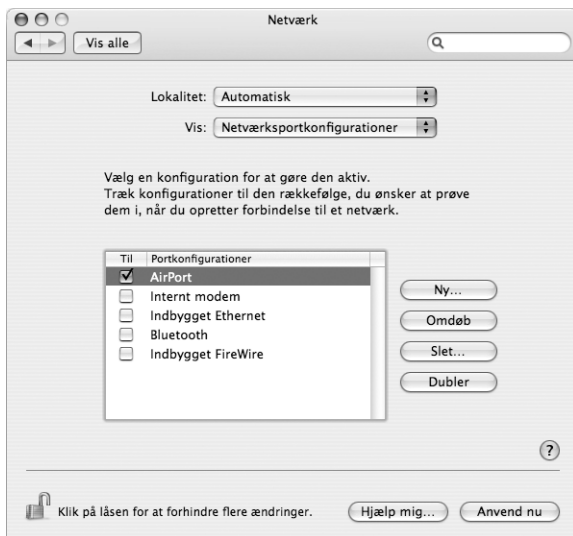 Netværk
Vis alle
Lokalitet: Automatisk
Vis: Netværksportkonfigurationer
Vælg en konfiguration for at gøre den aktiv.
Træk konfigurationer til den rækkefølge, du ønsker at prøve
dem i, når du opretter forbindelse til et netværk.
Til Portkonfigurationer
AirPort
Internt modem
Indbygget Ethernet
Bluetooth
Indbygget FireWire
Ny...
Omdøb
Slet...
Dubler
?
Klik på låsen for at forhindre flere ændringer.
Hjælp mig...
Anvend nu